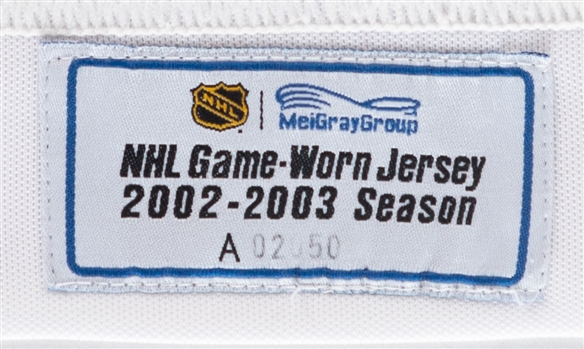 NHL
MeiGrayGroup
NHL Game-Worn Jersey
2002-2003 Season
A